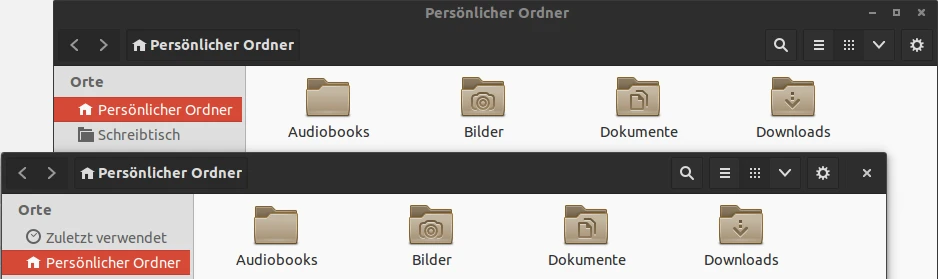 Persönlicher Ordner
Persönlicher Ordner
Orte
Persönlicher Ordner
Schreibtisch
Audiobooks Bilder Dokumente Downloads
Persönlicher Ordner
Orte
Zuletzt verwendet
Persönlicher Ordner
Audiobooks Bilder Dokumente Downloads